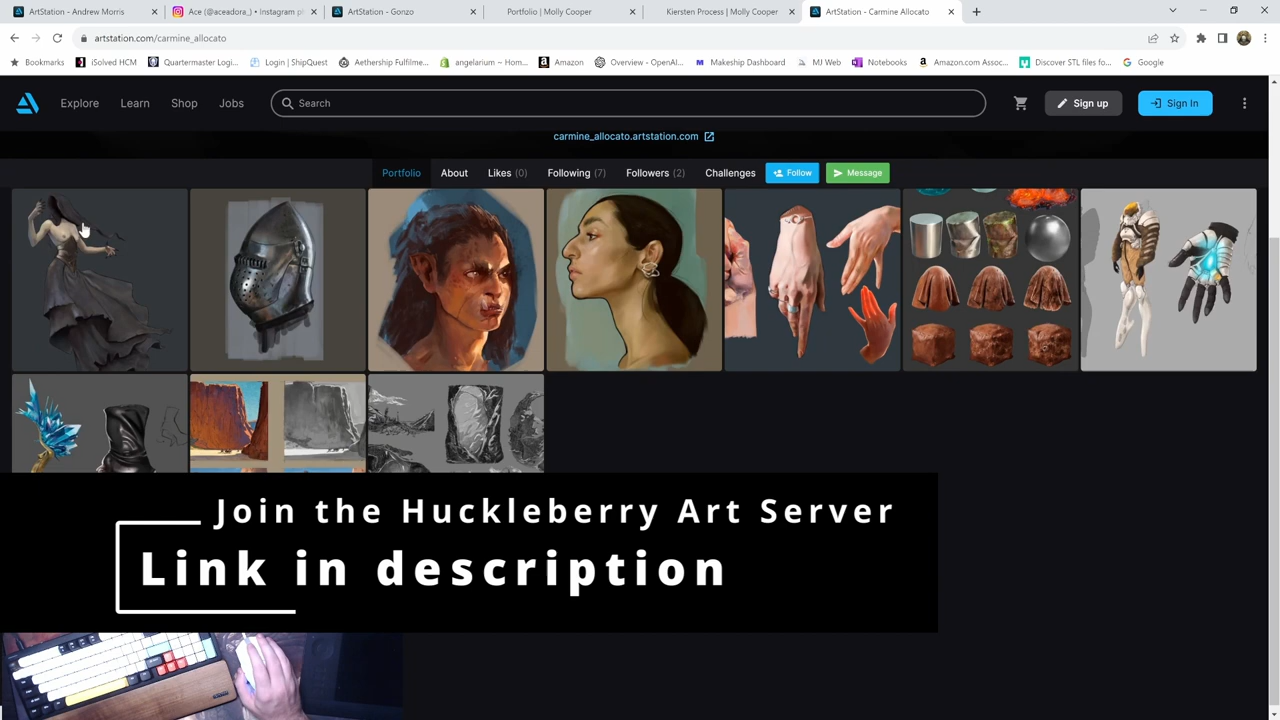 ArtStation - Andrew Morris
Ace (@aceadora_) • Instagram ph
ArtStation - Gonzo
Portfolio | Molly Cooper
Kiersten Process | Molly Cooper
ArtStation - Carmine Allocato
artstation.com/carmine_allocato
Bookmarks
iSolved HCM
Quartermaster Logi...
Login | ShipQuest
Aethership Fulfilme...
angelarium ~ Hom...
Amazon
Overview - OpenAI...
Makeship Dashboard
MJ Web
Notebooks
Amazon.com Assoc...
Discover STL files fo...
Google
Explore
Learn
Shop
Jobs
Search
Sign up
Sign In
carmine_allocato.artstation.com
Portfolio
About
Likes (0)
Following (7)
Followers (2)
Challenges
Follow
Message
Join the Huckleberry Art Server
Link in description